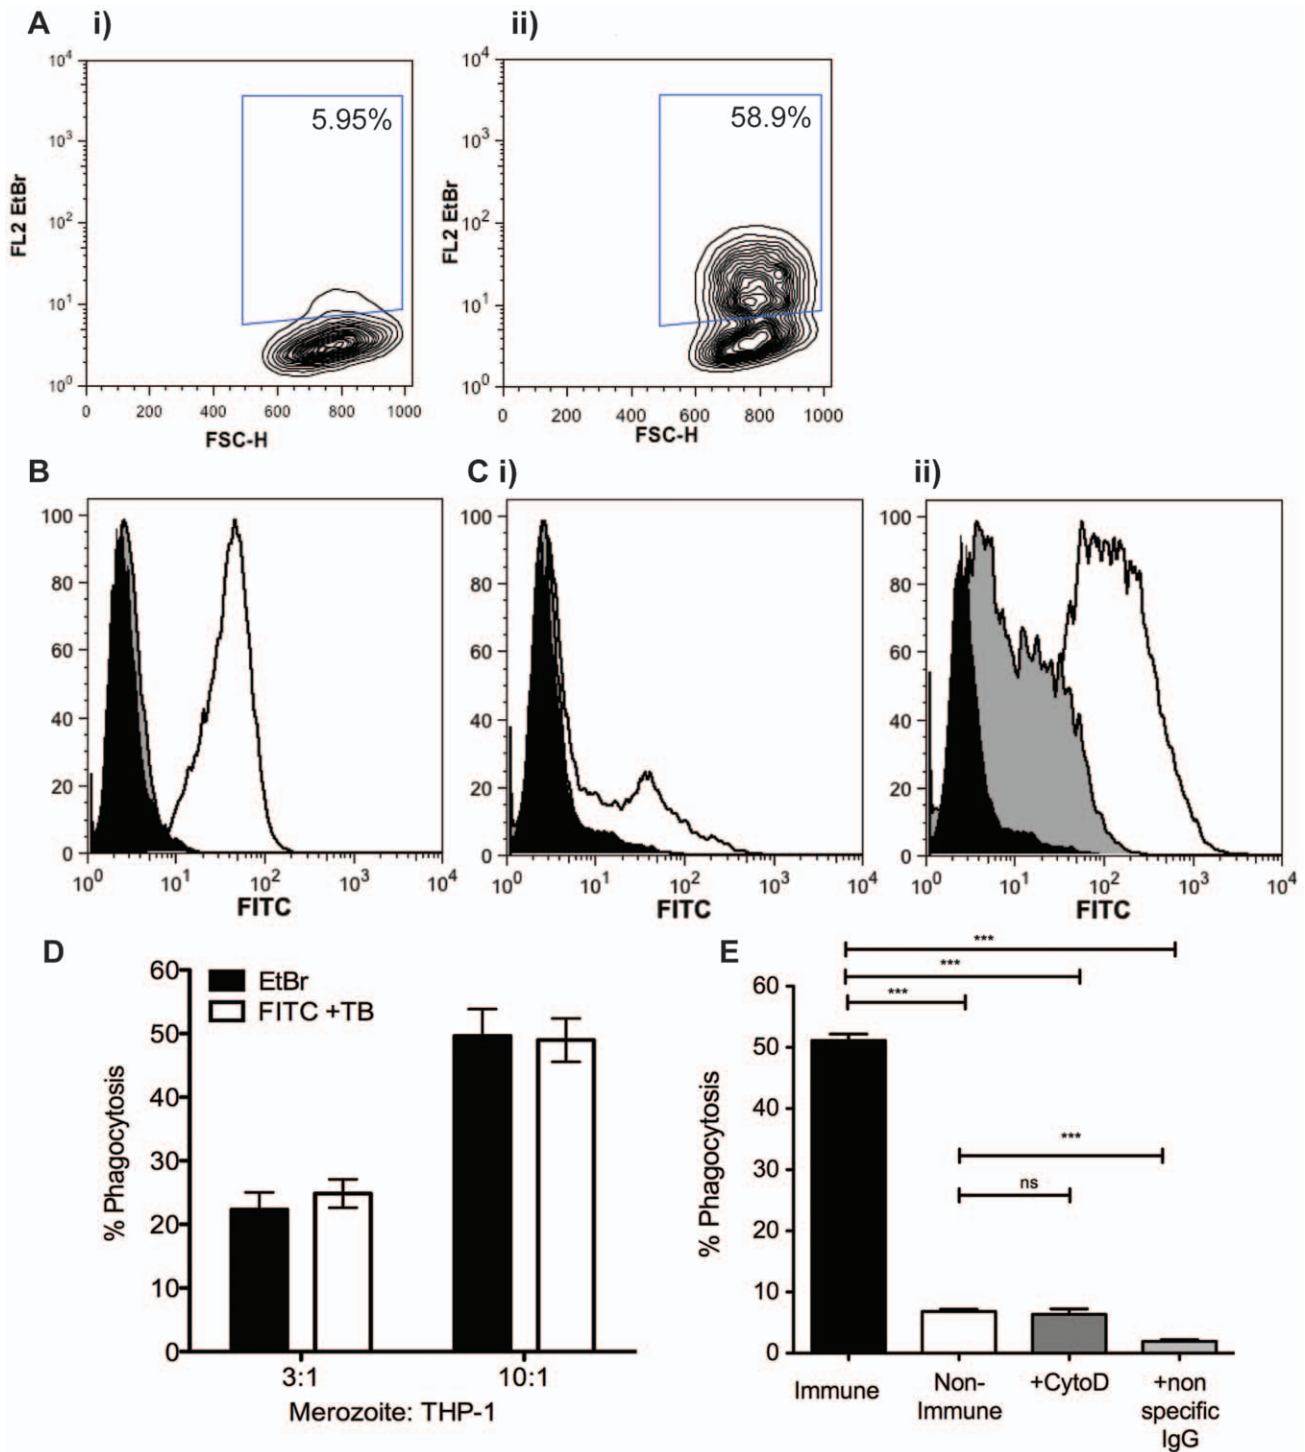 A i) ii)
10^4
10^3
10^2
10^1
10^0
FL2 EtBr
5.95%
0 200 400 600 800 1000
FSC-H
10^4
10^3
10^2
10^1
10^0
FL2 EtBr
58.9%
0 200 400 600 800 1000
FSC-H
B C i) ii)
100
80
60
40
20
0
10^0 10^1 10^2 10^3 10^4
FITC
100
80
60
40
20
0
10^0 10^1 10^2 10^3 10^4
FITC
100
80
60
40
20
0
10^0 10^1 10^2 10^3 10^4
FITC
D
60
50
40
30
20
10
0
% Phagocytosis
EtBr
FITC +TB
3:1 10:1
Merozoite: THP-1
E
***
***
***
***
ns
60
50
40
30
20
10
0
% Phagocytosis
Immune
Non-
Immune
+CytoD
+non
specific
IgG